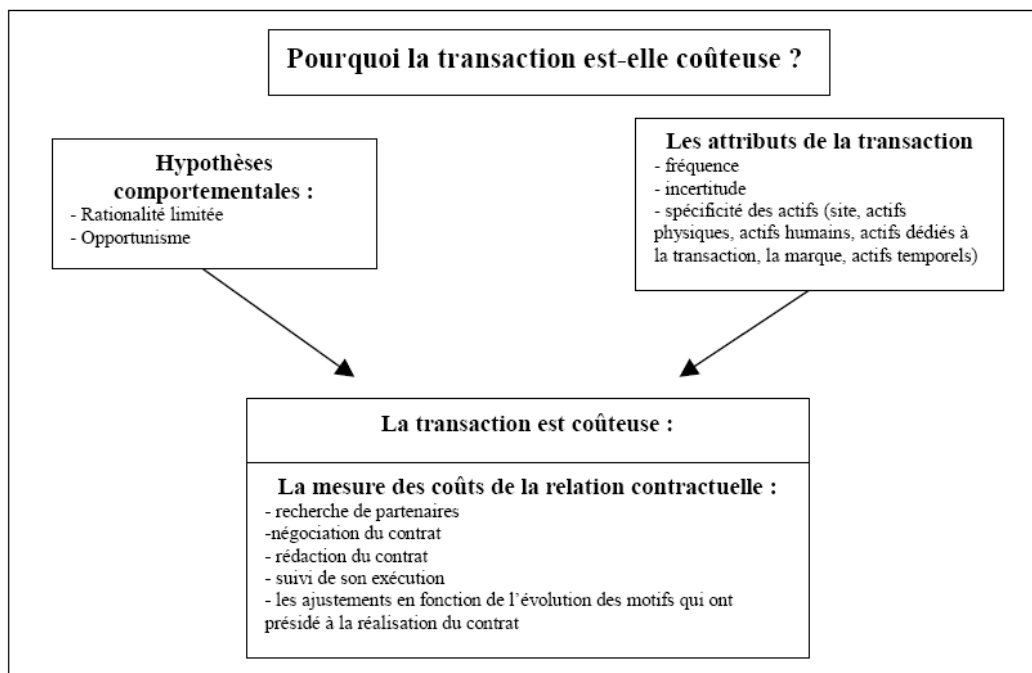 Pourquoi la transaction est-elle coûteuse ?
Hypothèses
comportementales :
- Rationalité limitée
- Opportunisme
Les attributs de la transaction
- fréquence
- incertitude
- spécificité des actifs (site, actifs
physiques, actifs humains, actifs dédiés à
la transaction, la marque, actifs temporels)
La transaction est coûteuse :
La mesure des coûts de la relation contractuelle :
- recherche de partenaires
-négociation du contrat
- rédaction du contrat
- suivi de son exécution
- les ajustements en fonction de l’évolution des motifs qui ont
présidé à la réalisation du contrat